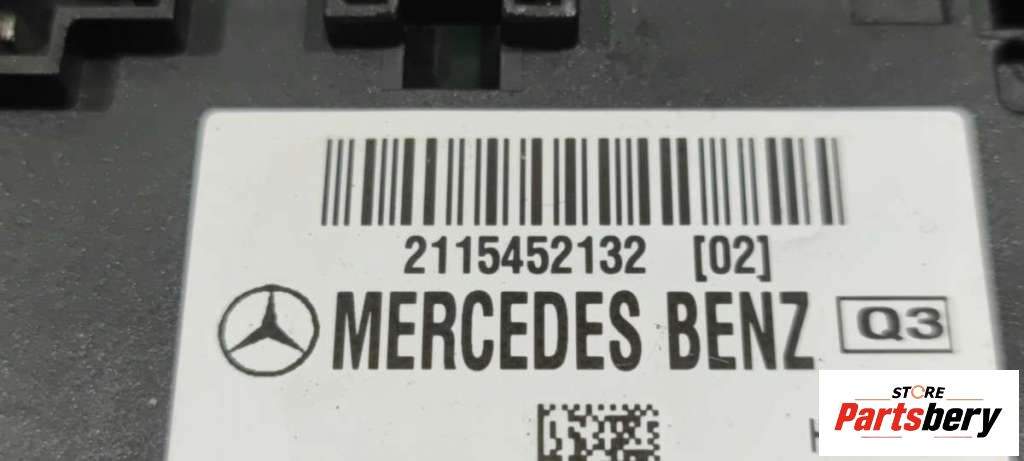 2115452132 [02]
MERCEDES BENZ Q3
STORE
Partsbery